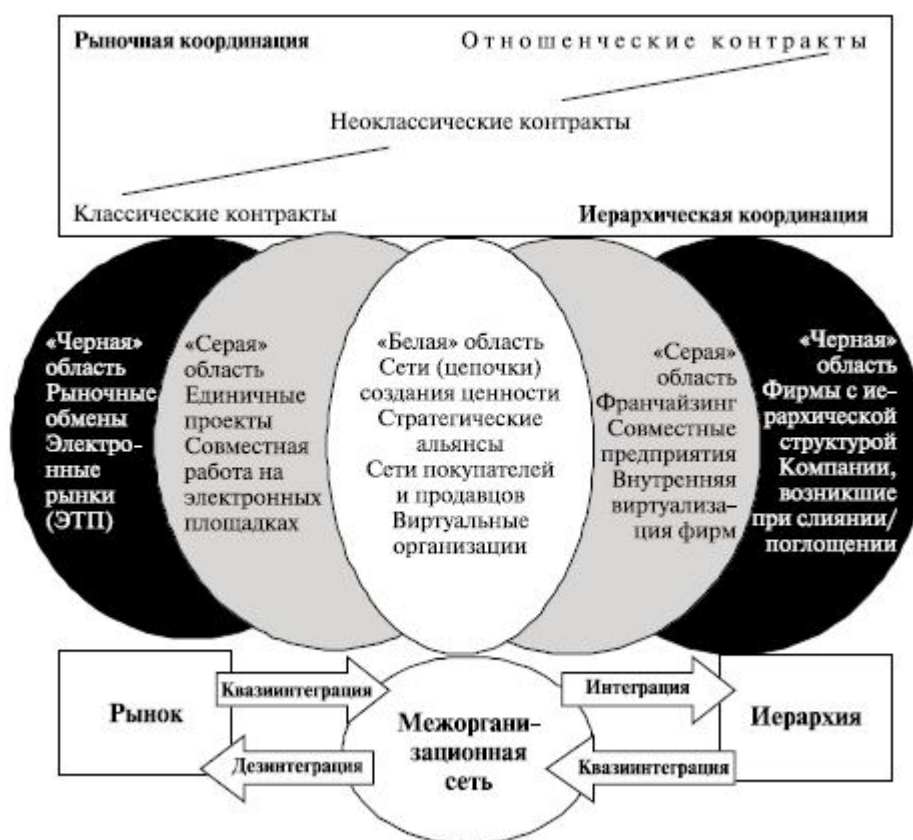 Рыночная координация
Отношенческие контракты
Неоклассические контракты
Классические контракты
Иерархическая координация
«Черная»
область
Рыночные
обмены
Электро-
нные
рынки
(ЭТП)
«Серая»
область
Единичные
проекты
Совместная
работа на
электронных
площадках
«Белая» область
Сети (цепочки)
создания ценности
Стратегические
альянсы
Сети покупателей
и продавцов
Виртуальные
организации
«Серая»
область
Франчайзинг
Совместные
предприятия
Внутренняя
виртуализа-
ция фирм
«Черная»
область
Фирмы с ие-
рархической
структурой
Компании,
возникшие
при слиянии/
поглощении
Рынок
Квазиинтеграция
Дезинтеграция
Межоргани-
зационная
сеть
Интеграция
Квазиинтеграция
Иерархия